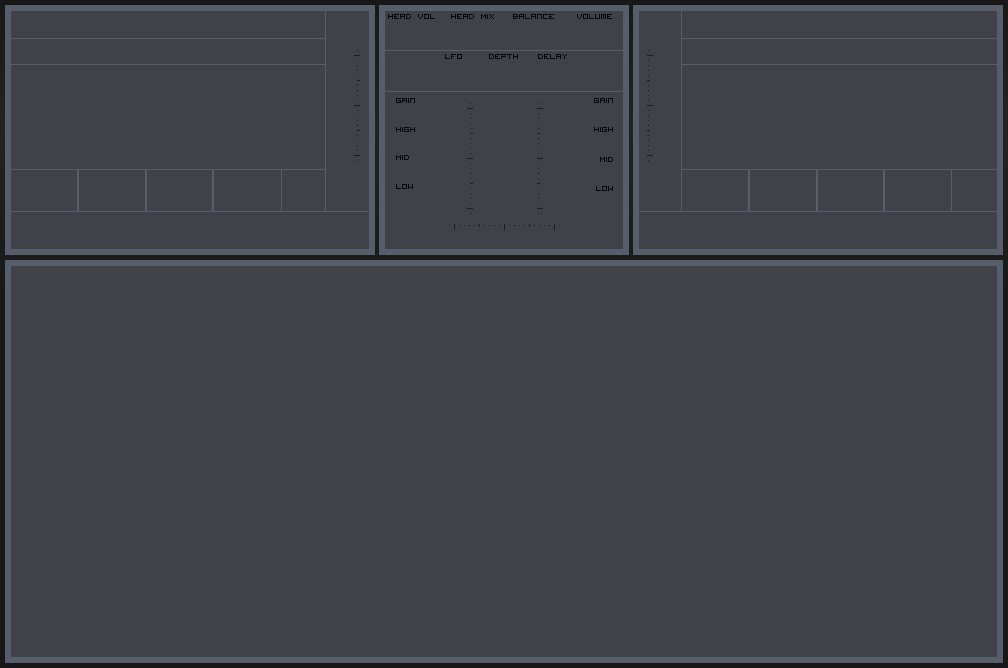 HEAD VOL HEAD MIX BALANCE VOLUME
LFO DEPTH DELAY
GAIN GAIN
HIGH HIGH
MID MID
LOW LOW